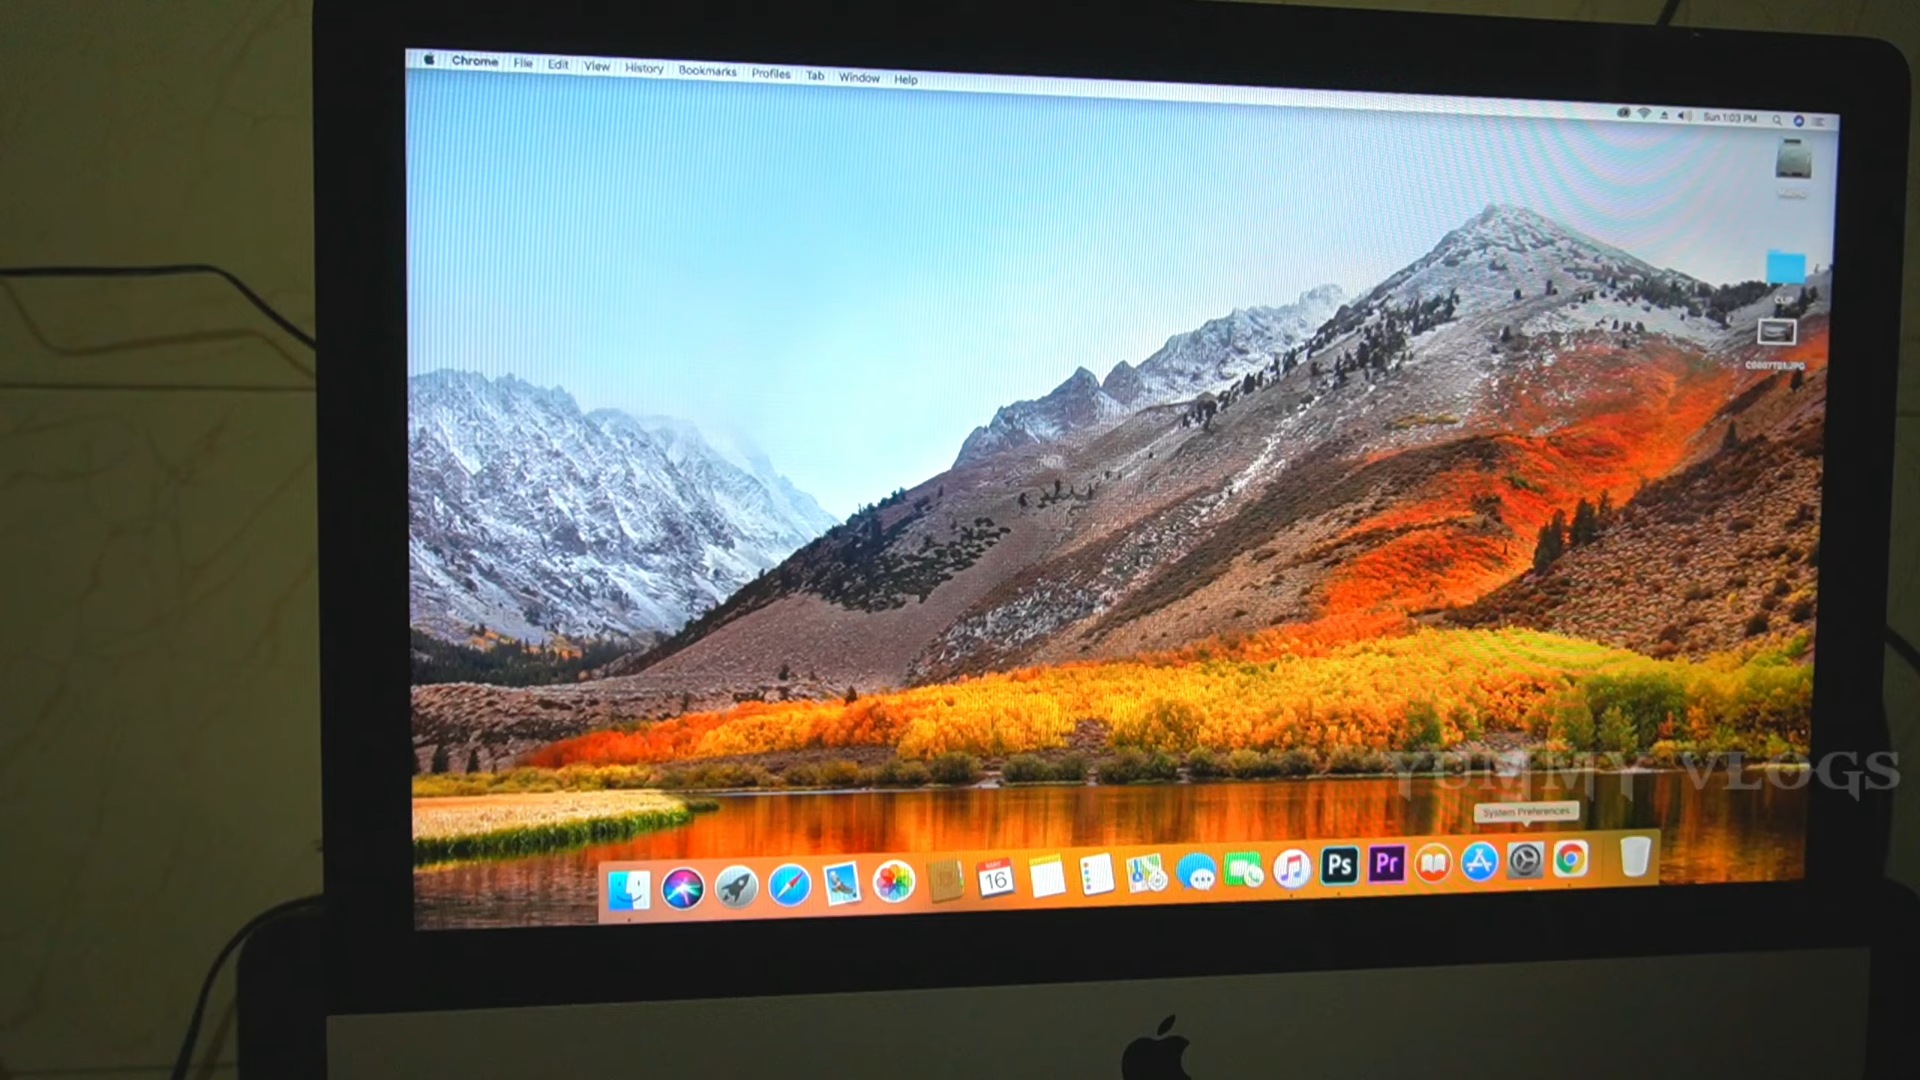 Chrome File Edit View History Bookmarks Profiles Tab Window Help
Sun 1:03 PM
CLIP
YUMMY VLOGS
System Preferences
16
Ps
Pr